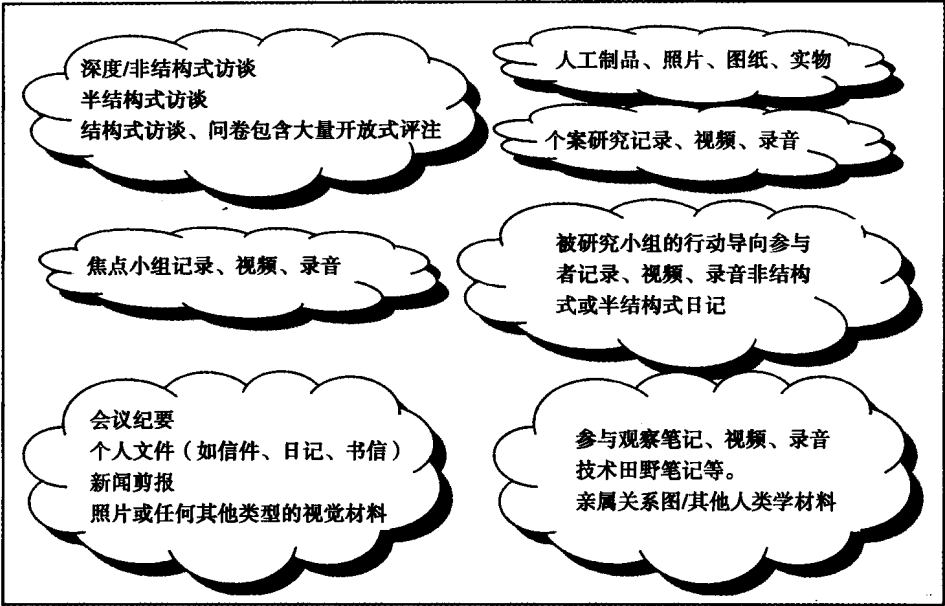 深度/非结构式访谈
半结构式访谈
结构式访谈、问卷包含大量开放式评注
人工制品、照片、图纸、实物
个案研究记录、视频、录音
焦点小组记录、视频、录音
被研究小组的行动导向参与
者记录、视频、录音非结构
式或半结构式日记
会议纪要
个人文件（如信件、日记、书信）
新闻剪报
照片或任何其他类型的视觉材料
参与观察笔记、视频、录音
技术田野笔记等。
亲属关系图/其他人类学材料